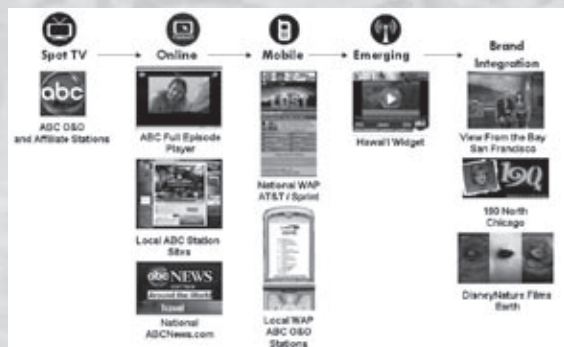 Spot TV
Online
Mobile
Emerging
Brand
Integration
abc
ABC O&O
and Affiliate Stations
ABC Full Episode
Player
Local ABC Station
Sites
abc NEWS
Around the World
Travel
National
ABCNews.com
National WAP
AT&T / Sprint
Local WAP
ABC O&O
Stations
Hawai'i Widget
View From the Bay
San Francisco
190
190 North
Chicago
DisneyNature Films
Earth